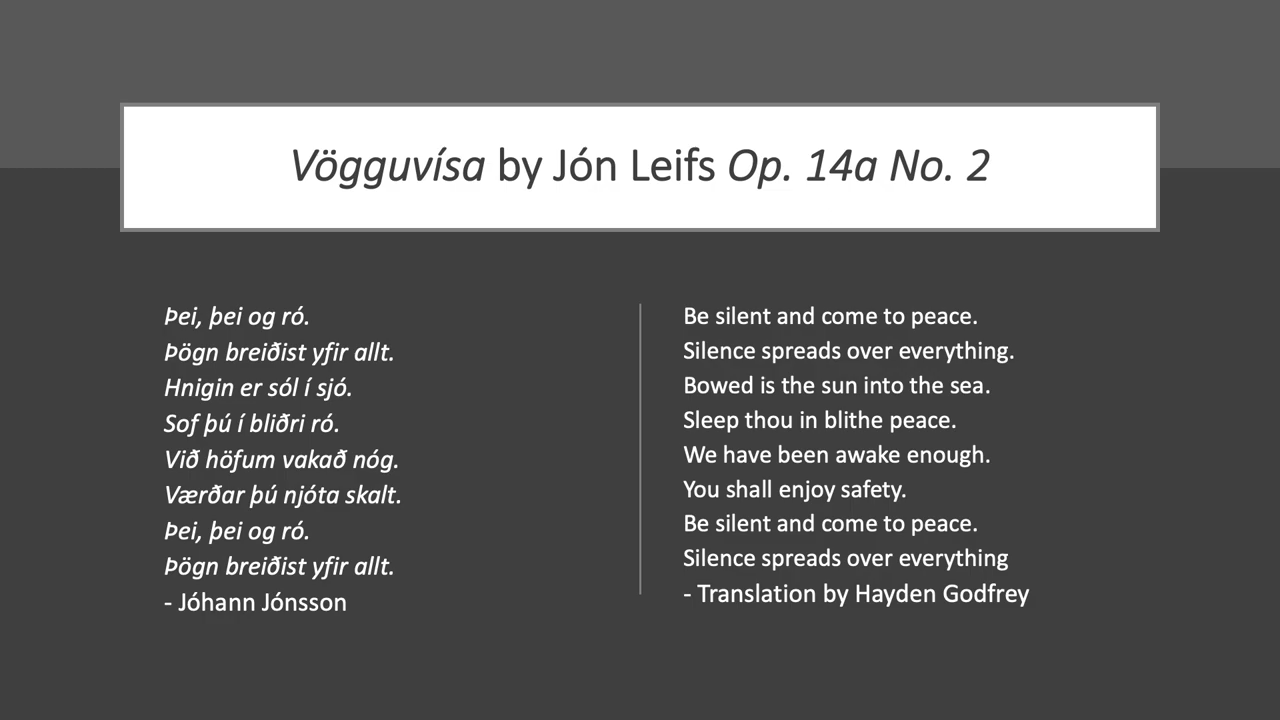 Vögguvísa by Jón Leifs Op. 14a No. 2
Þei, þei og ró.
Þögn breiðist yfir allt.
Hnigin er sól í sjó.
Sof þú í bliðri ró.
Við höfum vakað nóg.
Værðar þú njóta skalt.
Þei, þei og ró.
Þögn breiðist yfir allt.
- Jóhann Jónsson
Be silent and come to peace.
Silence spreads over everything.
Bowed is the sun into the sea.
Sleep thou in blithe peace.
We have been awake enough.
You shall enjoy safety.
Be silent and come to peace.
Silence spreads over everything
- Translation by Hayden Godfrey